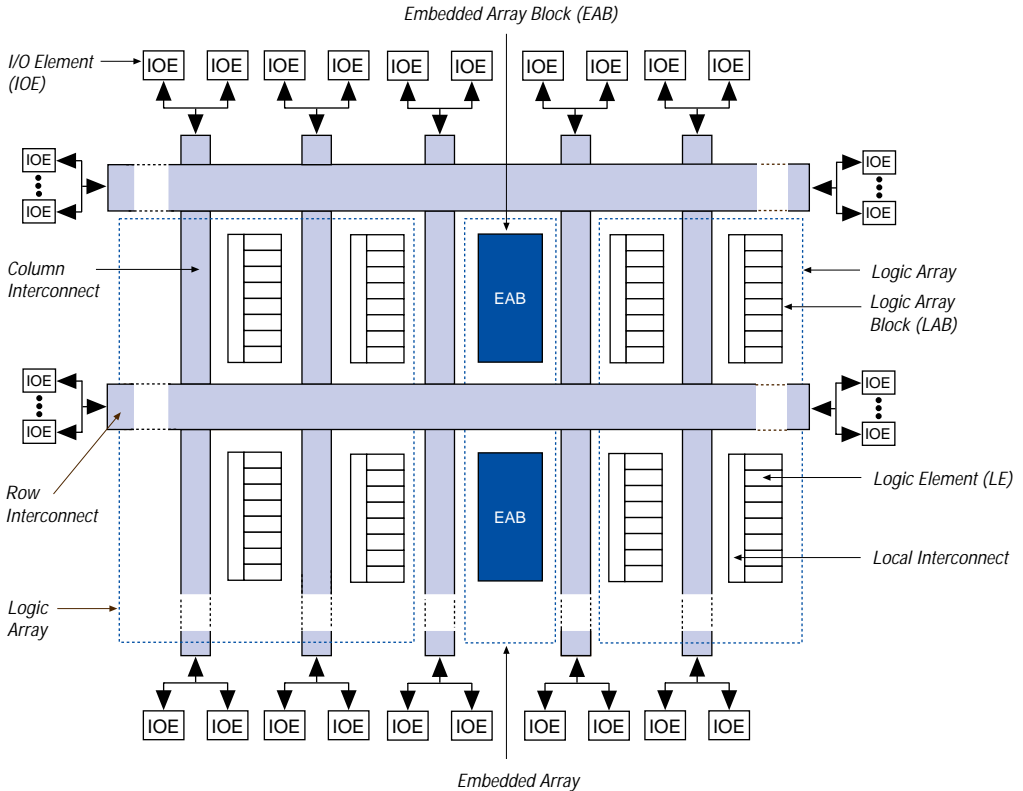 Embedded Array Block (EAB)
I/O Element
(IOE)
IOE IOE IOE IOE IOE IOE IOE IOE IOE IOE
IOE
IOE
IOE
IOE
Column
Interconnect
EAB
Logic Array
Logic Array
Block (LAB)
IOE
IOE
IOE
IOE
Row
Interconnect
EAB
Logic Element (LE)
Local Interconnect
Logic
Array
IOE IOE IOE IOE IOE IOE IOE IOE IOE IOE
Embedded Array